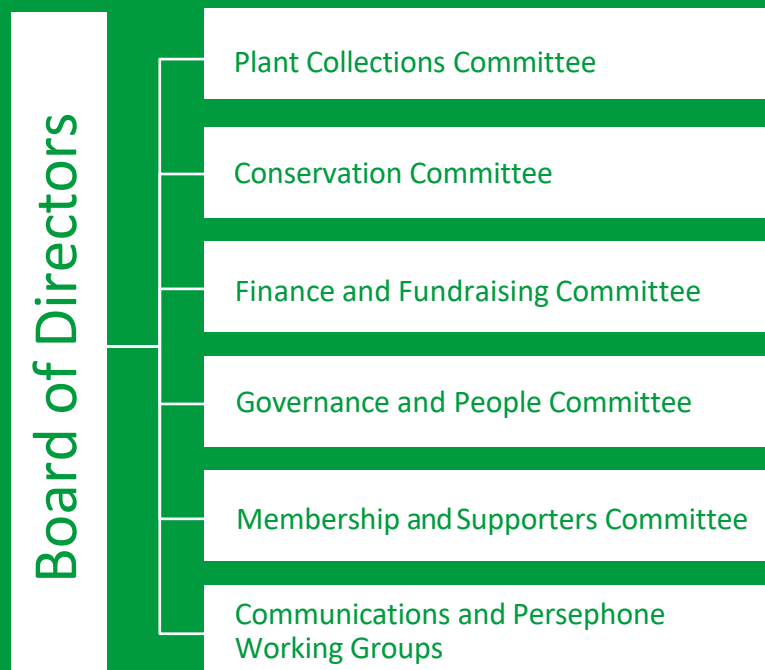 Board of Directors
Plant Collections Committee
Conservation Committee
Finance and Fundraising Committee
Governance and People Committee
Membership and Supporters Committee
Communications and Persephone
Working Groups